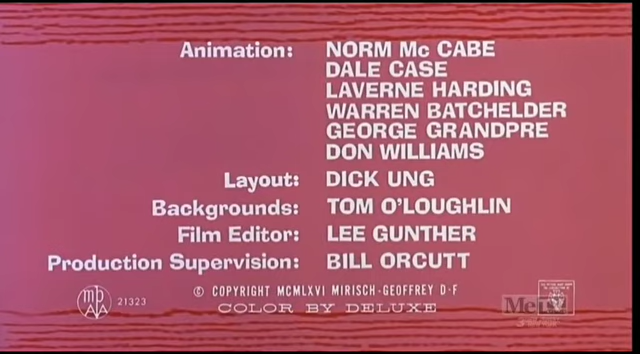 Animation: NORM Mc CABE
DALE CASE
LAVERNE HARDING
WARREN BATCHELDER
GEORGE GRANDPRE
DON WILLIAMS
Layout: DICK UNG
Backgrounds: TOM O'LOUGHLIN
Film Editor: LEE GUNTHER
Production Supervision: BILL ORCUTT
© COPYRIGHT MCMLXVI MIRISCH-GEOFFREY D-F
mpAA 21323
COLOR BY DELUXE